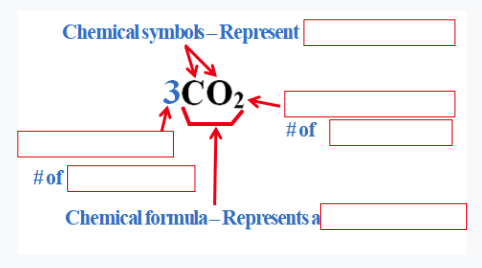 Chemical symbols – Represent
3CO₂
# of
# of
Chemical formula – Represents a